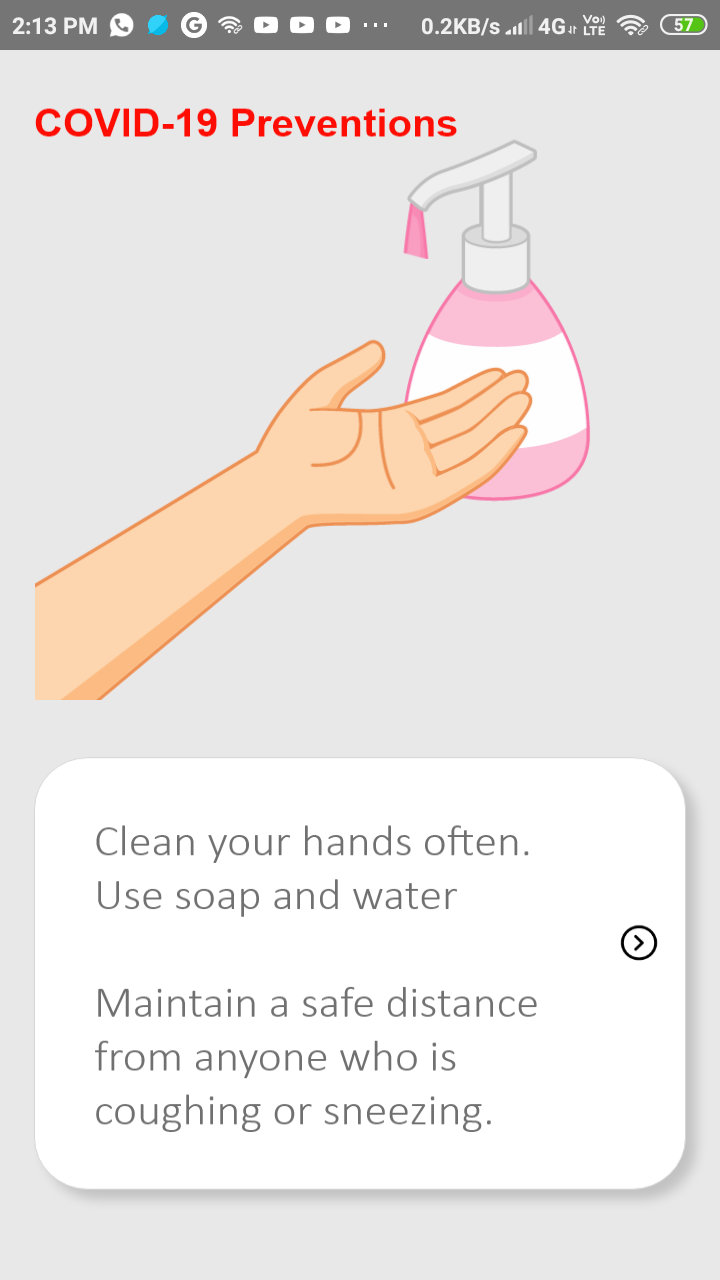 2:13 PM G 0.2KB/s 4G Vo) LTE 57
COVID-19 Preventions
Clean your hands often.
Use soap and water
Maintain a safe distance
from anyone who is
coughing or sneezing.